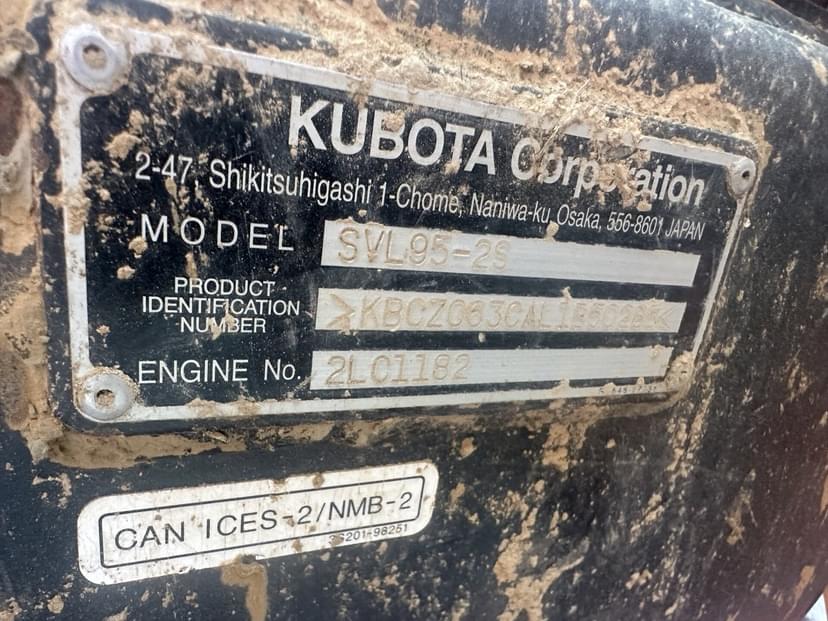 KUBOTA Corporation
2-47, Shikitsuhigashi 1-Chome, Naniwa-ku, Osaka, 556-8601 JAPAN
MODEL SVL95-2S
PRODUCT
IDENTIFICATION
NUMBER
ENGINE No. 2LC1182
CAN ICES-2/NMB-2